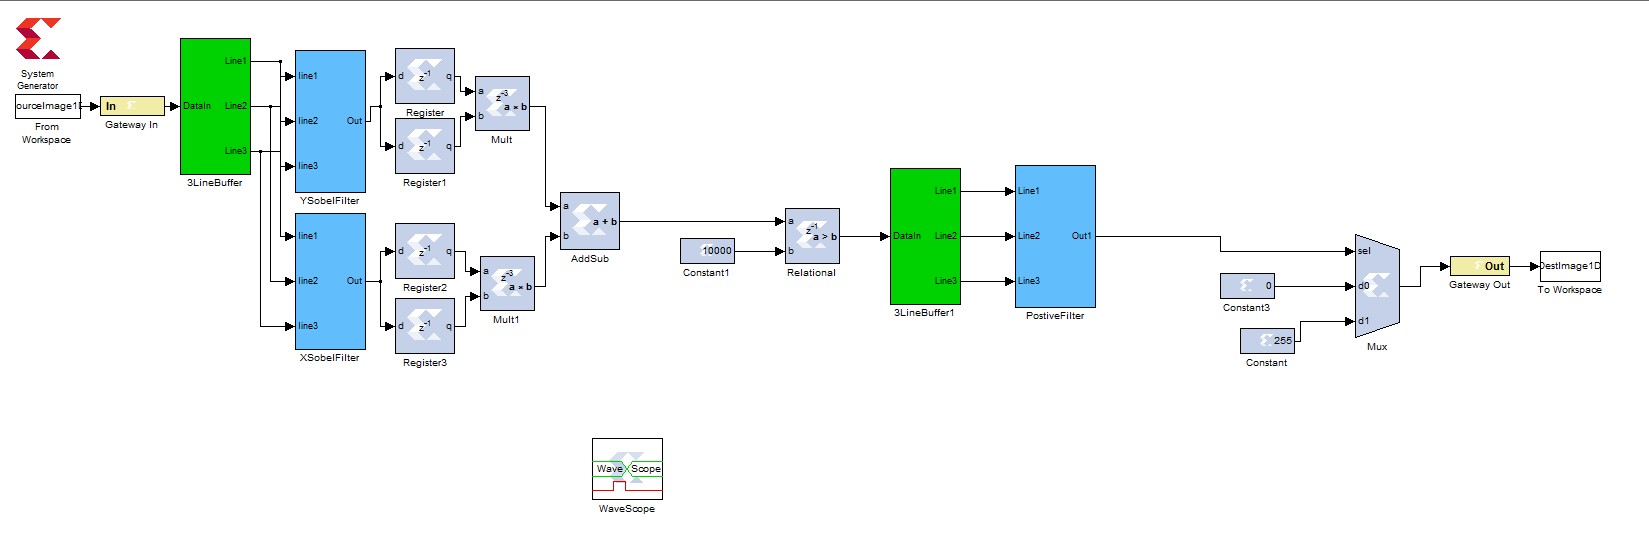 System
Generator
ourceImage1D
From
Workspace
In
Gateway In
DataIn
Line1
Line2
Line3
3LineBuffer
line1
line2
line3
Out
YSobelFilter
line1
line2
line3
Out
XSobelFilter
d z-1 q
Register
d z-1 q
Register1
a
b
z-3
a × b
Mult
d z-1 q
Register2
d z-1 q
Register3
a
b
z-3
a × b
Mult1
a
b
a + b
AddSub
10000
Constant1
a
b
z-1
a > b
Relational
DataIn
Line1
Line2
Line3
3LineBuffer1
Line1
Line2
Line3
Out1
PostiveFilter
0
Constant3
255
Constant
sel
d0
d1
Mux
Out
Gateway Out
DestImage1D
To Workspace
Wave Scope
WaveScope